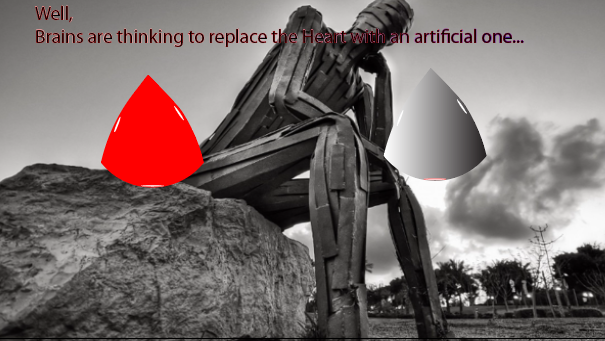 Well,
Brains are thinking to replace the Heart with an artificial one...